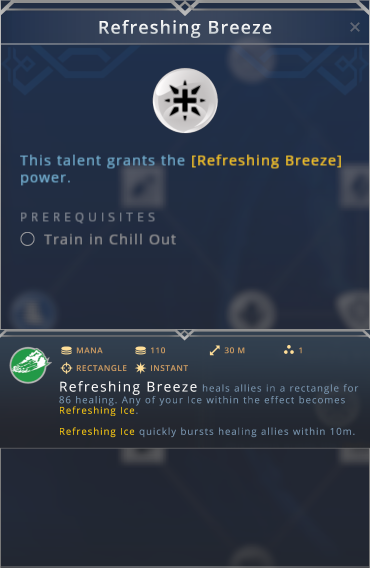 Refreshing Breeze
This talent grants the [Refreshing Breeze]
power.
PREREQUISITES
Train in Chill Out
MANA 110 30 M 1
RECTANGLE INSTANT
Refreshing Breeze heals allies in a rectangle for
86 healing. Any of your Ice within the effect becomes
Refreshing Ice.
Refreshing Ice quickly bursts healing allies within 10m.